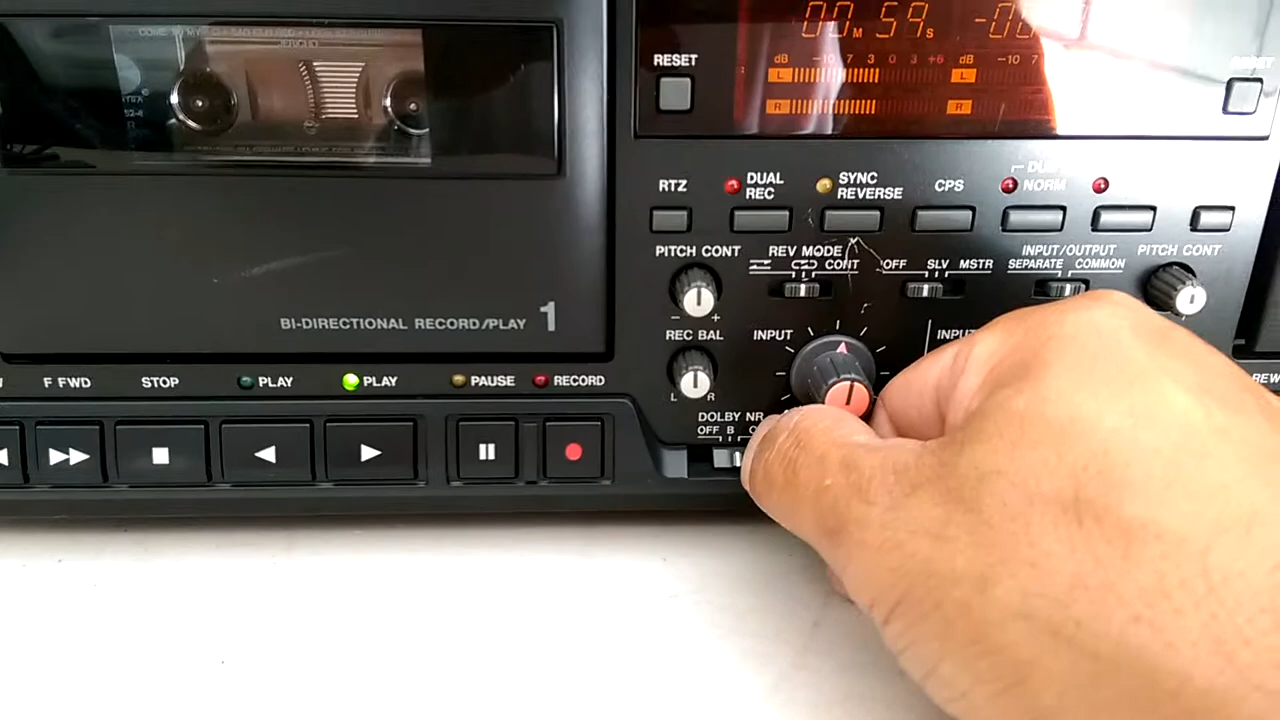 00M 59S -00
RESET
dB -10 7 3 0 3 +6 dB -10 7
L L
R R
RTZ DUAL REC SYNC REVERSE CPS NORM
PITCH CONT REV MODE INPUT/OUTPUT PITCH CONT
CONT OFF SLV MSTR SEPARATE COMMON
BI-DIRECTIONAL RECORD/PLAY 1
REC BAL INPUT INPUT
L R
F FWD STOP PLAY PLAY PAUSE RECORD REW
DOLBY NR
OFF B C